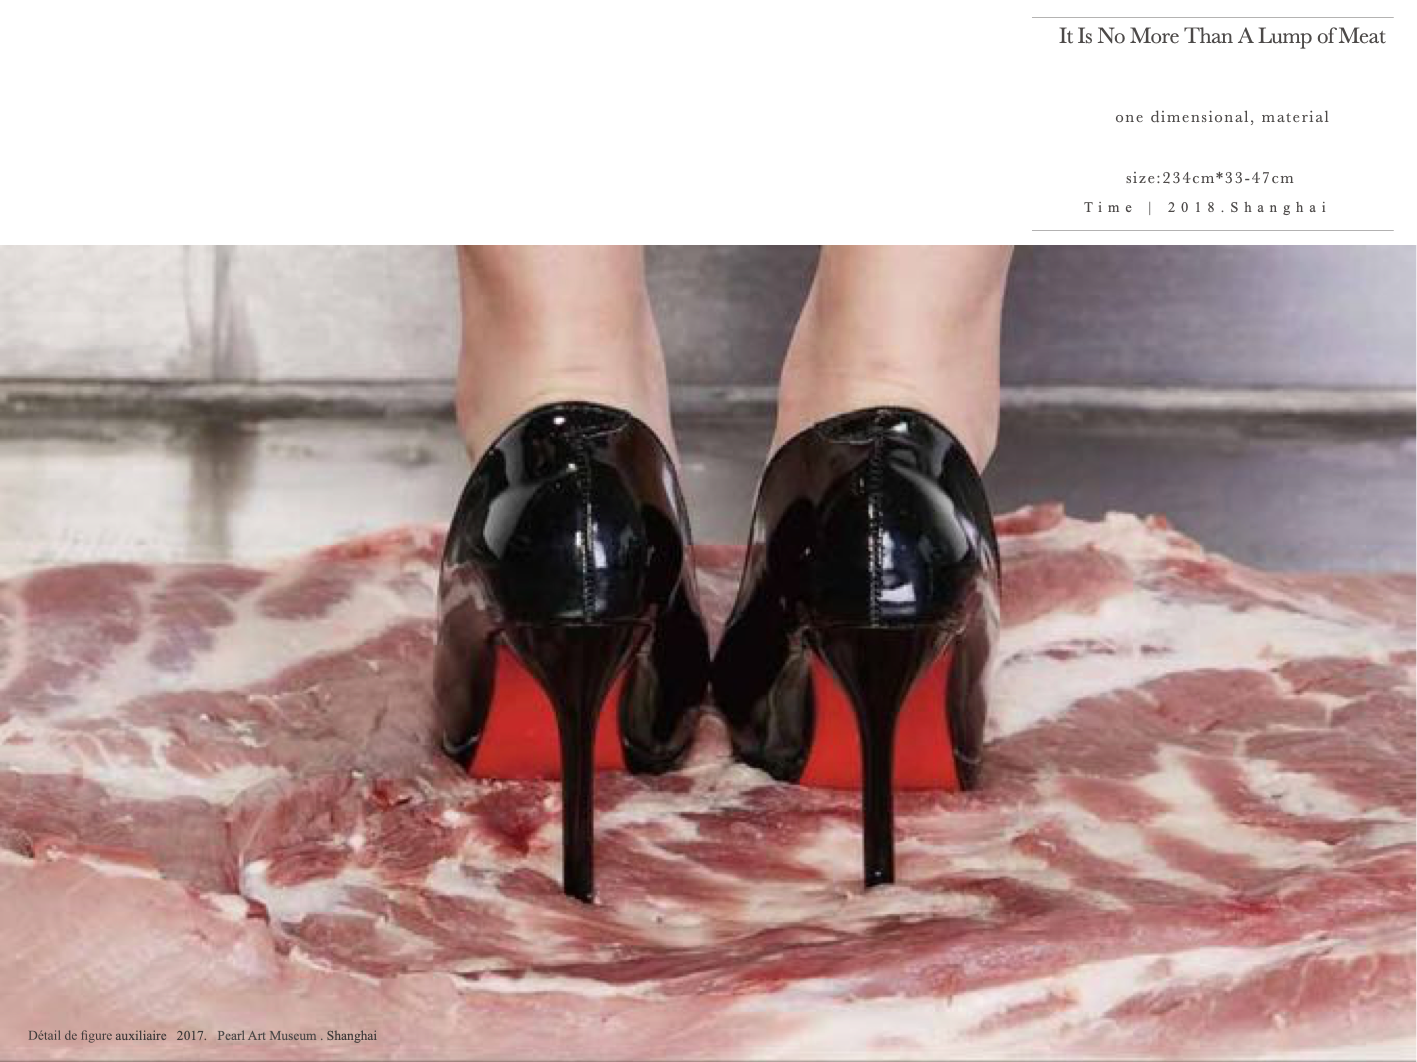 It Is No More Than A Lump of Meat
one dimensional, material
size:234cm*33-47cm
Time | 2018.Shanghai
Détail de figure auxiliaire 2017. Pearl Art Museum . Shanghai